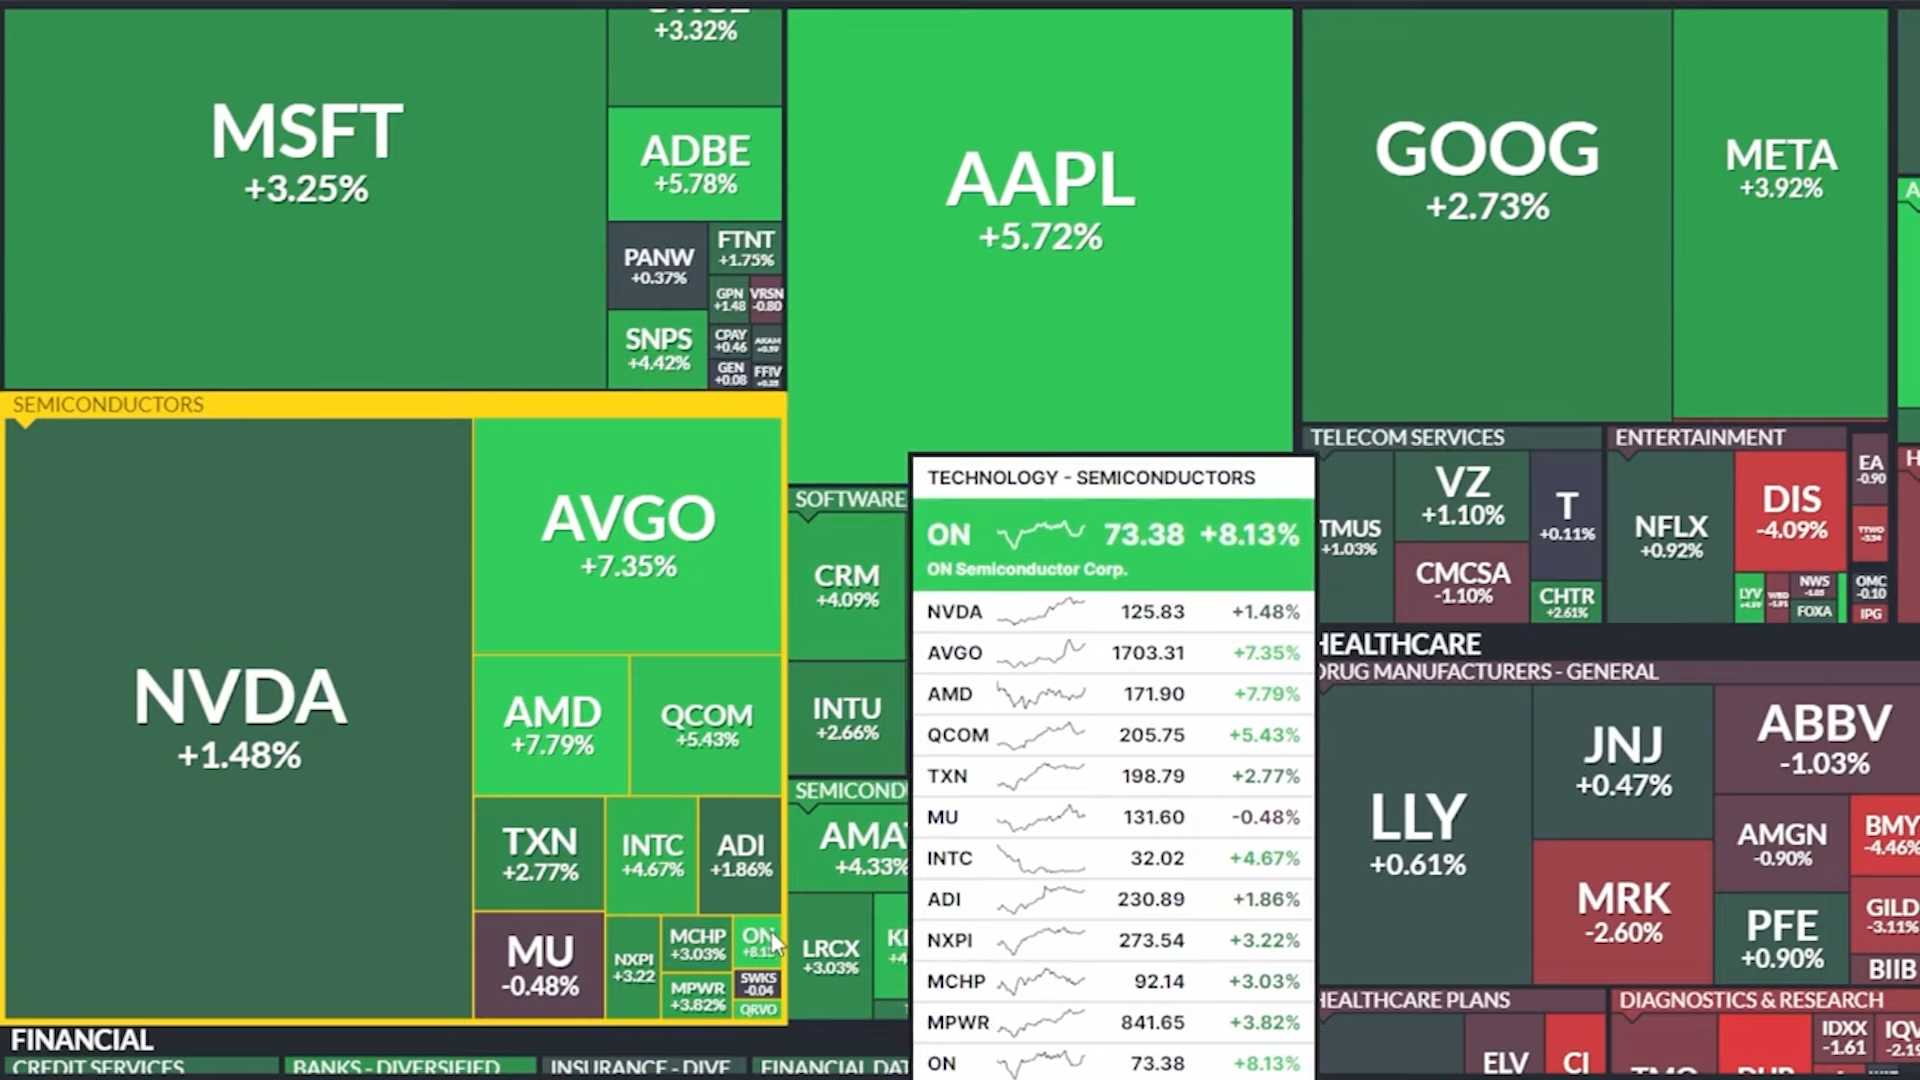 +3.32%
MSFT
+3.25%
ADBE
+5.78%
PANW
+0.37%
FTNT
+1.75%
GPN
+1.48
VRSN
-0.80
SNPS
+4.42%
CPAY
+0.46
AKAM
GEN
+0.08
FFIV
AAPL
+5.72%
GOOG
+2.73%
META
+3.92%
SEMICONDUCTORS
NVDA
+1.48%
AVGO
+7.35%
AMD
+7.79%
QCOM
+5.43%
TXN
+2.77%
INTC
+4.67%
ADI
+1.86%
MU
-0.48%
NXPI
+3.22
MCHP
+3.03%
ON
MPWR
+3.82%
SWKS
-0.04
QRVO
SOFTWARE
CRM
+4.09%
INTU
+2.66%
SEMICOND
AMA
+4.33%
LRCX
+3.03%
TECHNOLOGY - SEMICONDUCTORS
ON 73.38 +8.13%
ON Semiconductor Corp.
NVDA 125.83 +1.48%
AVGO 1703.31 +7.35%
AMD 171.90 +7.79%
QCOM 205.75 +5.43%
TXN 198.79 +2.77%
MU 131.60 -0.48%
INTC 32.02 +4.67%
ADI 230.89 +1.86%
NXPI 273.54 +3.22%
MCHP 92.14 +3.03%
MPWR 841.65 +3.82%
ON 73.38 +8.13%
TELECOM SERVICES
TMUS
+1.03%
VZ
+1.10%
T
+0.11%
CMCSA
-1.10%
CHTR
+2.61%
ENTERTAINMENT
NFLX
+0.92%
DIS
-4.09%
EA
-0.90
TTWO
LYV
NWS
FOXA
OMC
-0.10
IPG
HEALTHCARE
DRUG MANUFACTURERS - GENERAL
LLY
+0.61%
JNJ
+0.47%
ABBV
-1.03%
MRK
-2.60%
AMGN
-0.90%
BMY
-4.46%
PFE
+0.90%
GILD
-3.11%
BIIB
HEALTHCARE PLANS
ELV
CI
DIAGNOSTICS & RESEARCH
IDXX
-1.61
IQV
-2.19
FINANCIAL
CREDIT SERVICES
BANKS - DIVERSIFIED
INSURANCE - DIVE
FINANCIAL DAT